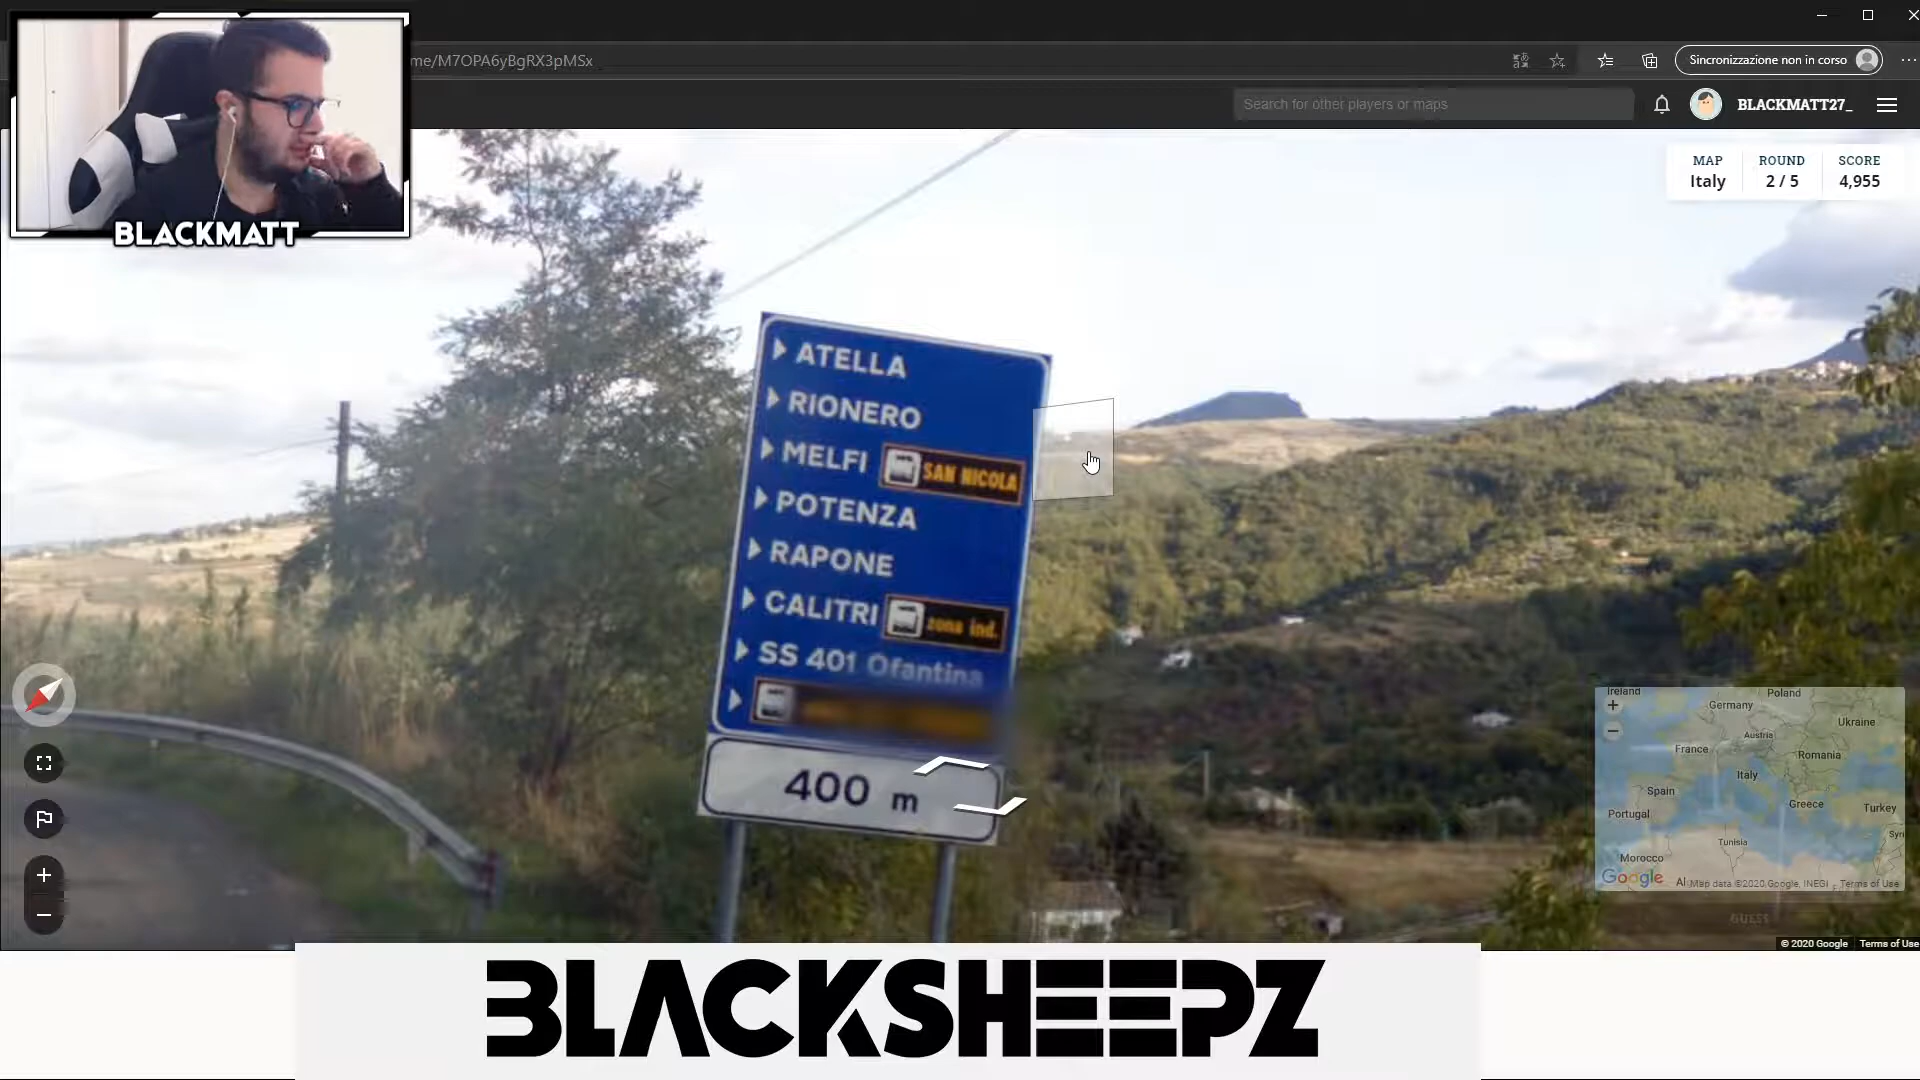 me/M7OPA6yBgRX3pMSx
Sincronizzazione non in corso
Search for other players or maps
BLACKMATT27_
MAP
Italy
ROUND
2 / 5
SCORE
4,955
BLACKMATT
ATELLA
RIONERO
MELFI SAN NICOLA
POTENZA
RAPONE
CALITRI zona ind.
SS 401 Ofantina
400 m
Ireland
Poland
Germany
Ukraine
Austria
France
Romania
Italy
Spain
Greece
Portugal
Turkey
Syri
Tunisia
Morocco
Google
Al
Map data ©2020 Google, INEGI
Terms of Use
GUESS
© 2020 Google
Terms of Use
BLACKSHEEPZ